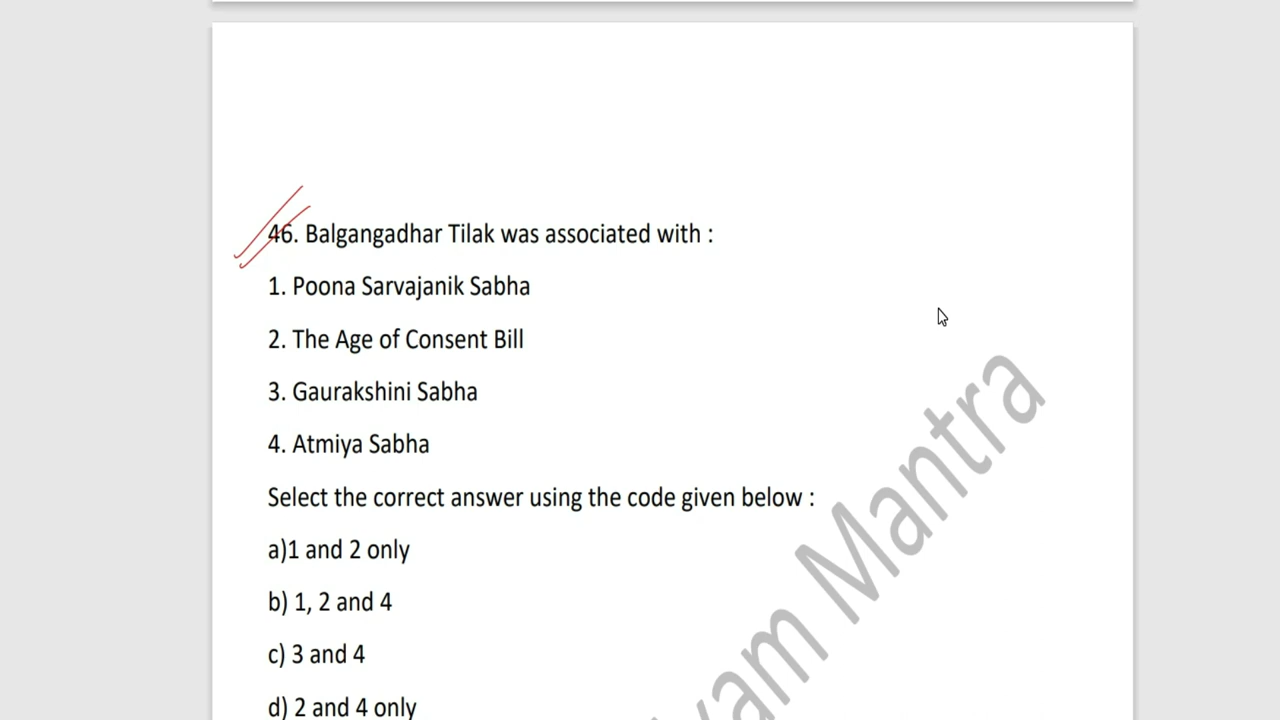 46. Balgangadhar Tilak was associated with :
1. Poona Sarvajanik Sabha
2. The Age of Consent Bill
3. Gaurakshini Sabha
4. Atmiya Sabha
Select the correct answer using the code given below :
a)1 and 2 only
b) 1, 2 and 4
c) 3 and 4
d) 2 and 4 only
Mantra